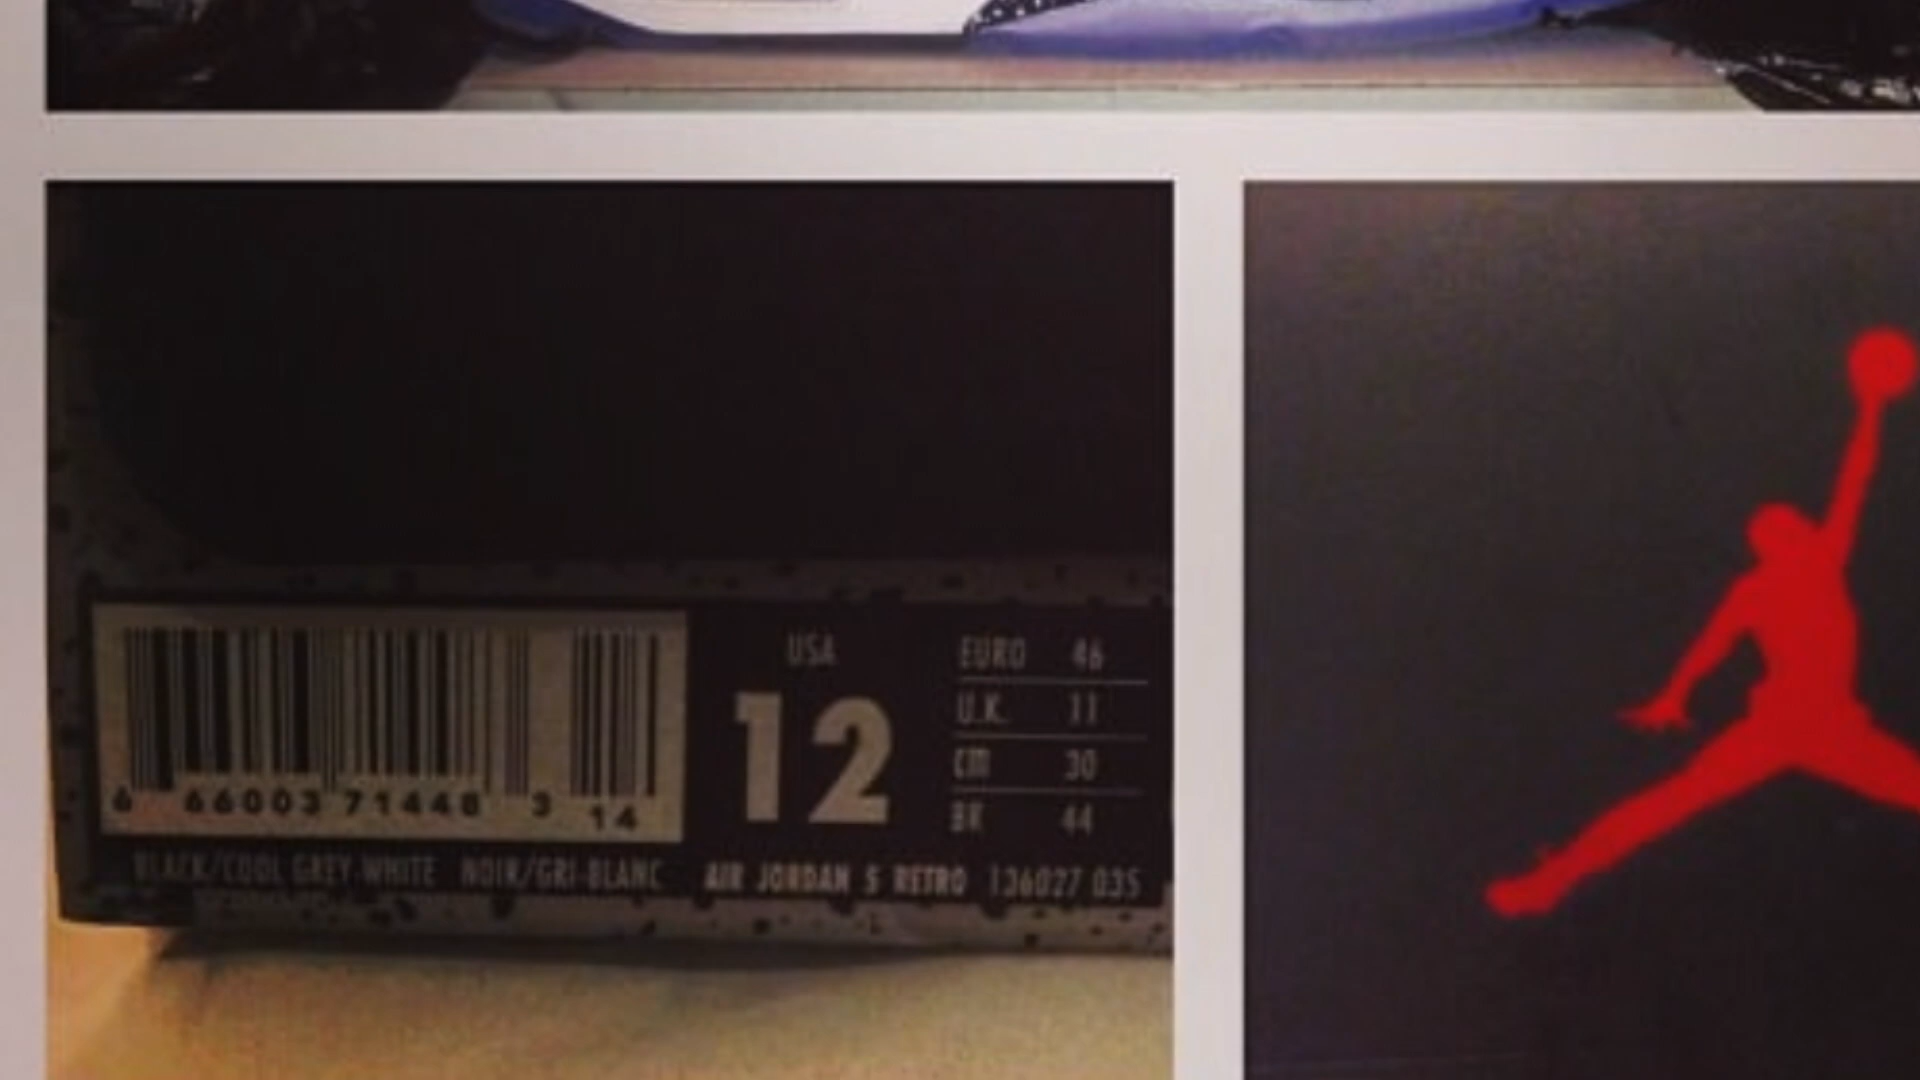 USA
12
EURO 46
U.K. 11
CM 30
BR 44
6 66003 71448 3 14
BLACK/COOL GREY-WHITE NOIR/GRI-BLANC AIR JORDAN 5 RETRO 136027 035